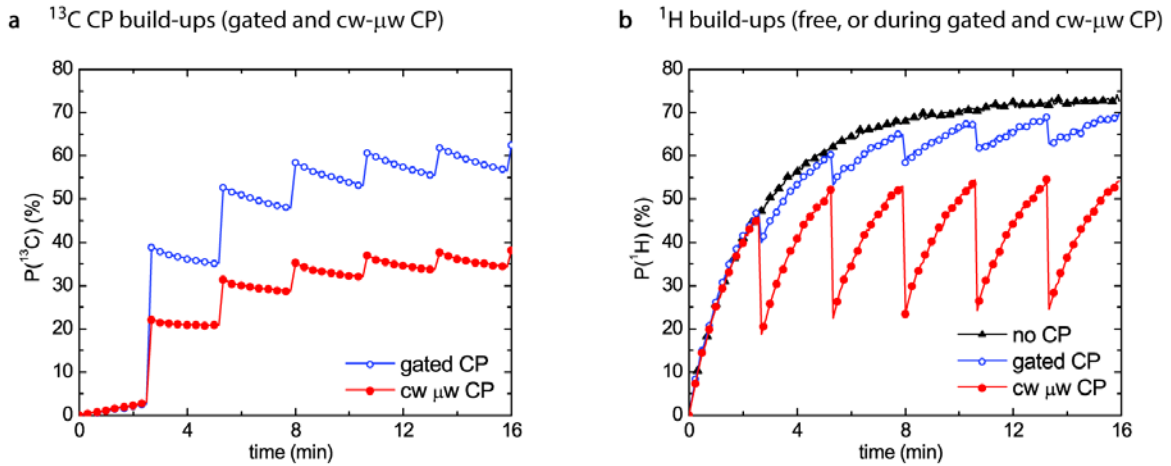 a ¹³C CP build-ups (gated and cw-μw CP)
80
70
60
50
40
30
20
10
0
P(¹³C) (%)
0 4 8 12 16
time (min)
gated CP
cw μw CP
b ¹H build-ups (free, or during gated and cw-μw CP)
80
70
60
50
40
30
20
10
0
P(¹H) (%)
0 4 8 12 16
time (min)
no CP
gated CP
cw μw CP